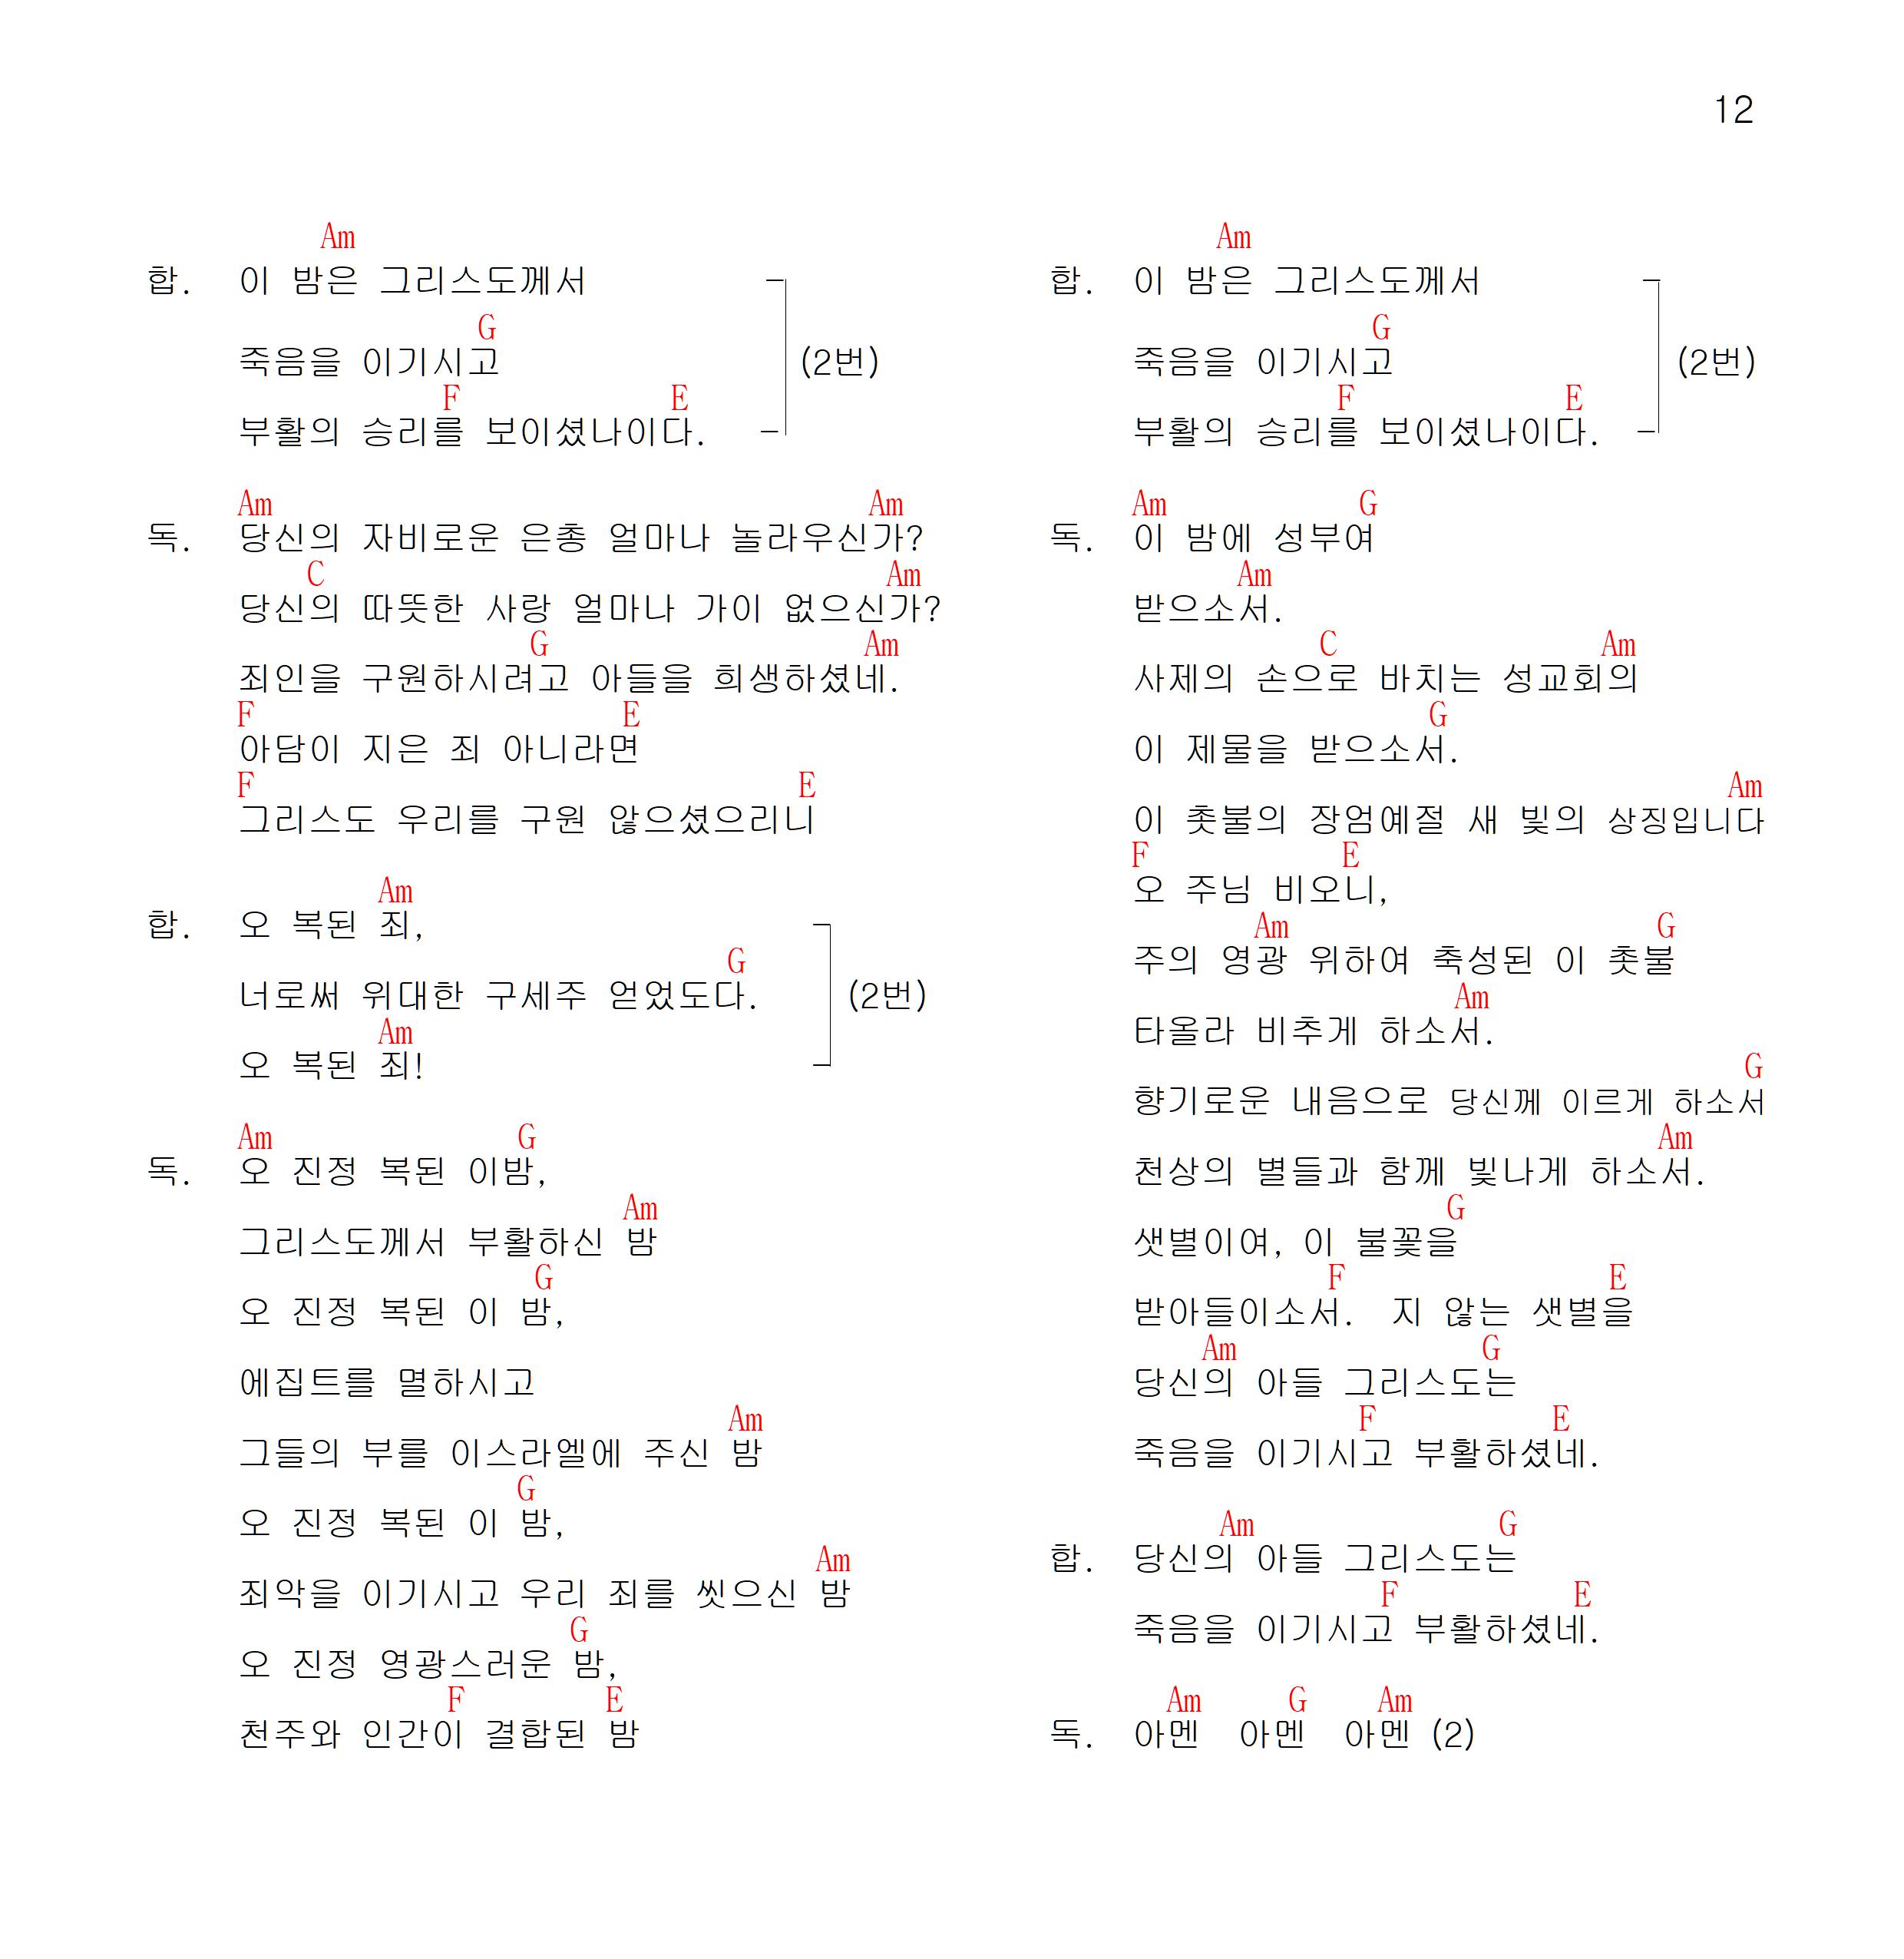 12
Am
합. 이 밤은 그리스도께서
G
죽음을 이기시고 (2번)
F E
부활의 승리를 보이셨나이다.
Am Am
독. 당신의 자비로운 은총 얼마나 놀라우신가?
C Am
당신의 따뜻한 사랑 얼마나 가이 없으신가?
G Am
죄인을 구원하시려고 아들을 희생하셨네.
F E
아담이 지은 죄 아니라면
F E
그리스도 우리를 구원 않으셨으리니
Am
합. 오 복된 죄,
G
너로써 위대한 구세주 얻었도다. (2번)
Am
오 복된 죄!
Am G
독. 오 진정 복된 이밤,
Am
그리스도께서 부활하신 밤
G
오 진정 복된 이 밤,
에집트를 멸하시고
Am
그들의 부를 이스라엘에 주신 밤
G
오 진정 복된 이 밤,
Am
죄악을 이기시고 우리 죄를 씻으신 밤
G
오 진정 영광스러운 밤,
F E
천주와 인간이 결합된 밤
Am
합. 이 밤은 그리스도께서
G
죽음을 이기시고 (2번)
F E
부활의 승리를 보이셨나이다.
Am G
독. 이 밤에 성부여
Am
받으소서.
C Am
사제의 손으로 바치는 성교회의
G
이 제물을 받으소서.
Am
이 촛불의 장엄예절 새 빛의 상징입니다
F E
오 주님 비오니,
Am G
주의 영광 위하여 축성된 이 촛불
Am
타올라 비추게 하소서.
G
향기로운 내음으로 당신께 이르게 하소서
Am
천상의 별들과 함께 빛나게 하소서.
G
샛별이여, 이 불꽃을
F E
받아들이소서. 지 않는 샛별을
Am G
당신의 아들 그리스도는
F E
죽음을 이기시고 부활하셨네.
Am G
합. 당신의 아들 그리스도는
F E
죽음을 이기시고 부활하셨네.
Am G Am
독. 아멘 아멘 아멘 (2)